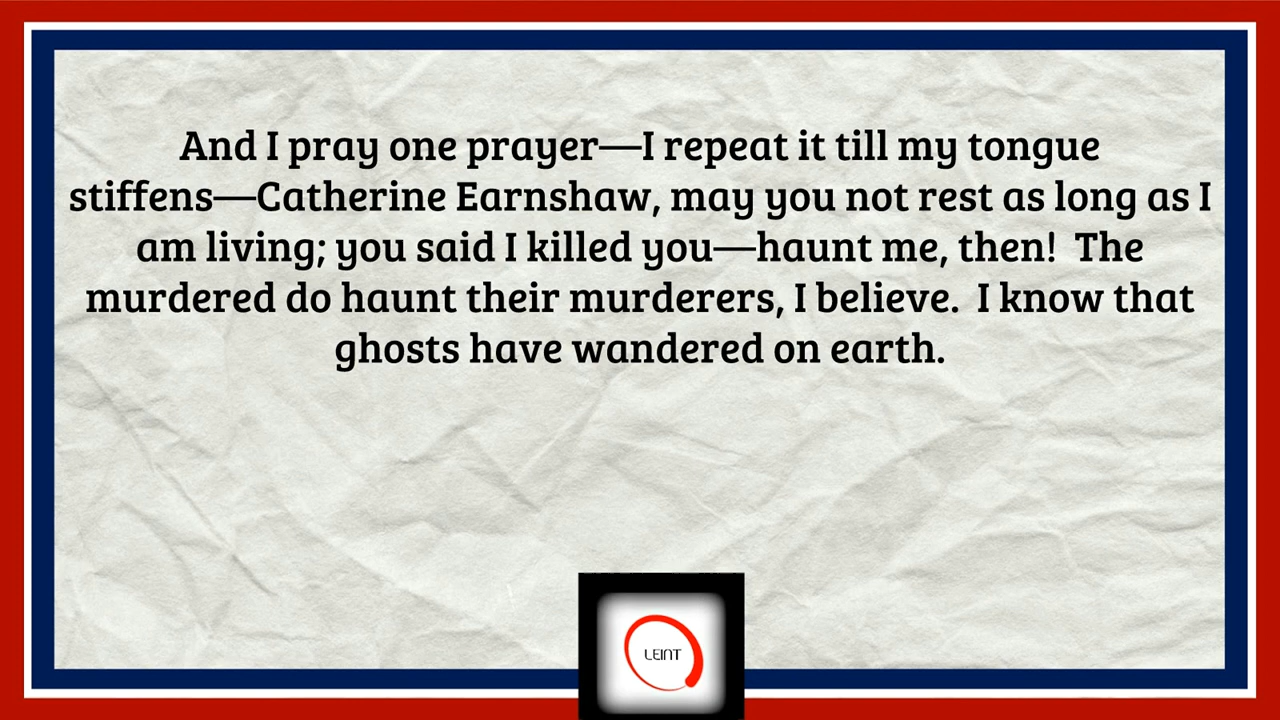 And I pray one prayer—I repeat it till my tongue
stiffens—Catherine Earnshaw, may you not rest as long as I
am living; you said I killed you—haunt me, then!  The
murdered do haunt their murderers, I believe.  I know that
ghosts have wandered on earth.
LEINT